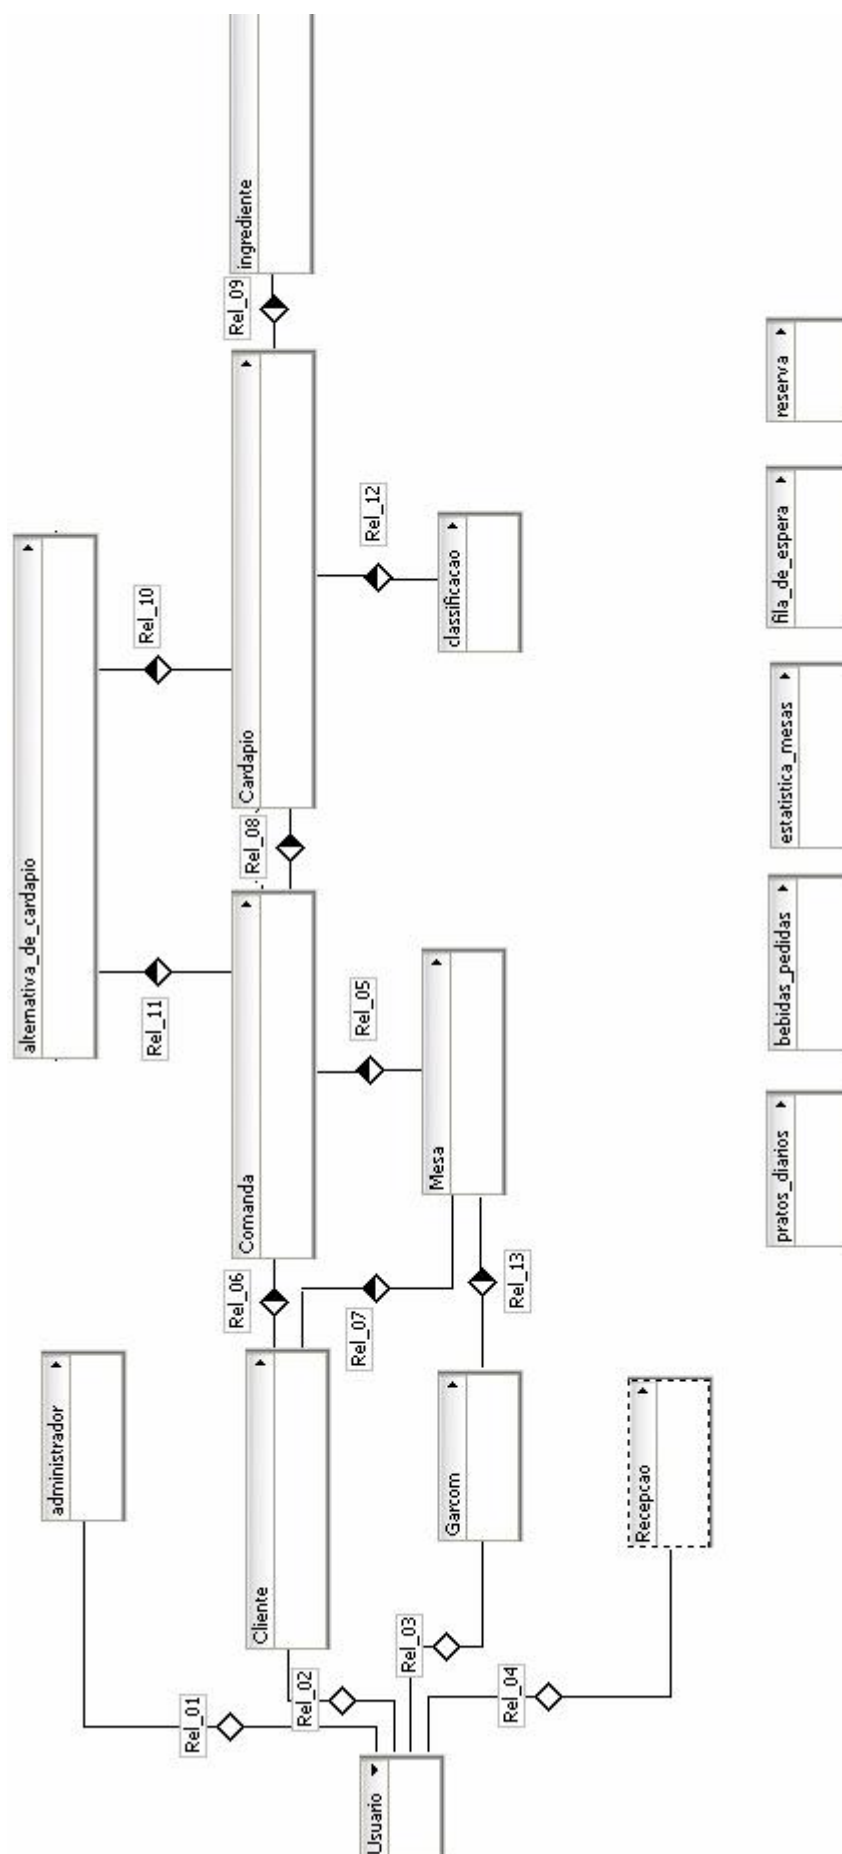 alternativa_de_cardapio
Rel_11
Rel_10
administrador
Rel_01
Cliente
Rel_06
Comanda
Rel_08
Cardapio
Rel_09
ingrediente
Rel_02
Rel_07
Rel_05
Rel_12
Usuario
Rel_03
Garcom
Rel_13
Mesa
classificacao
Rel_04
Recepcao
pratos_diarios
bebidas_pedidas
estatistica_mesas
fila_de_espera
reserva